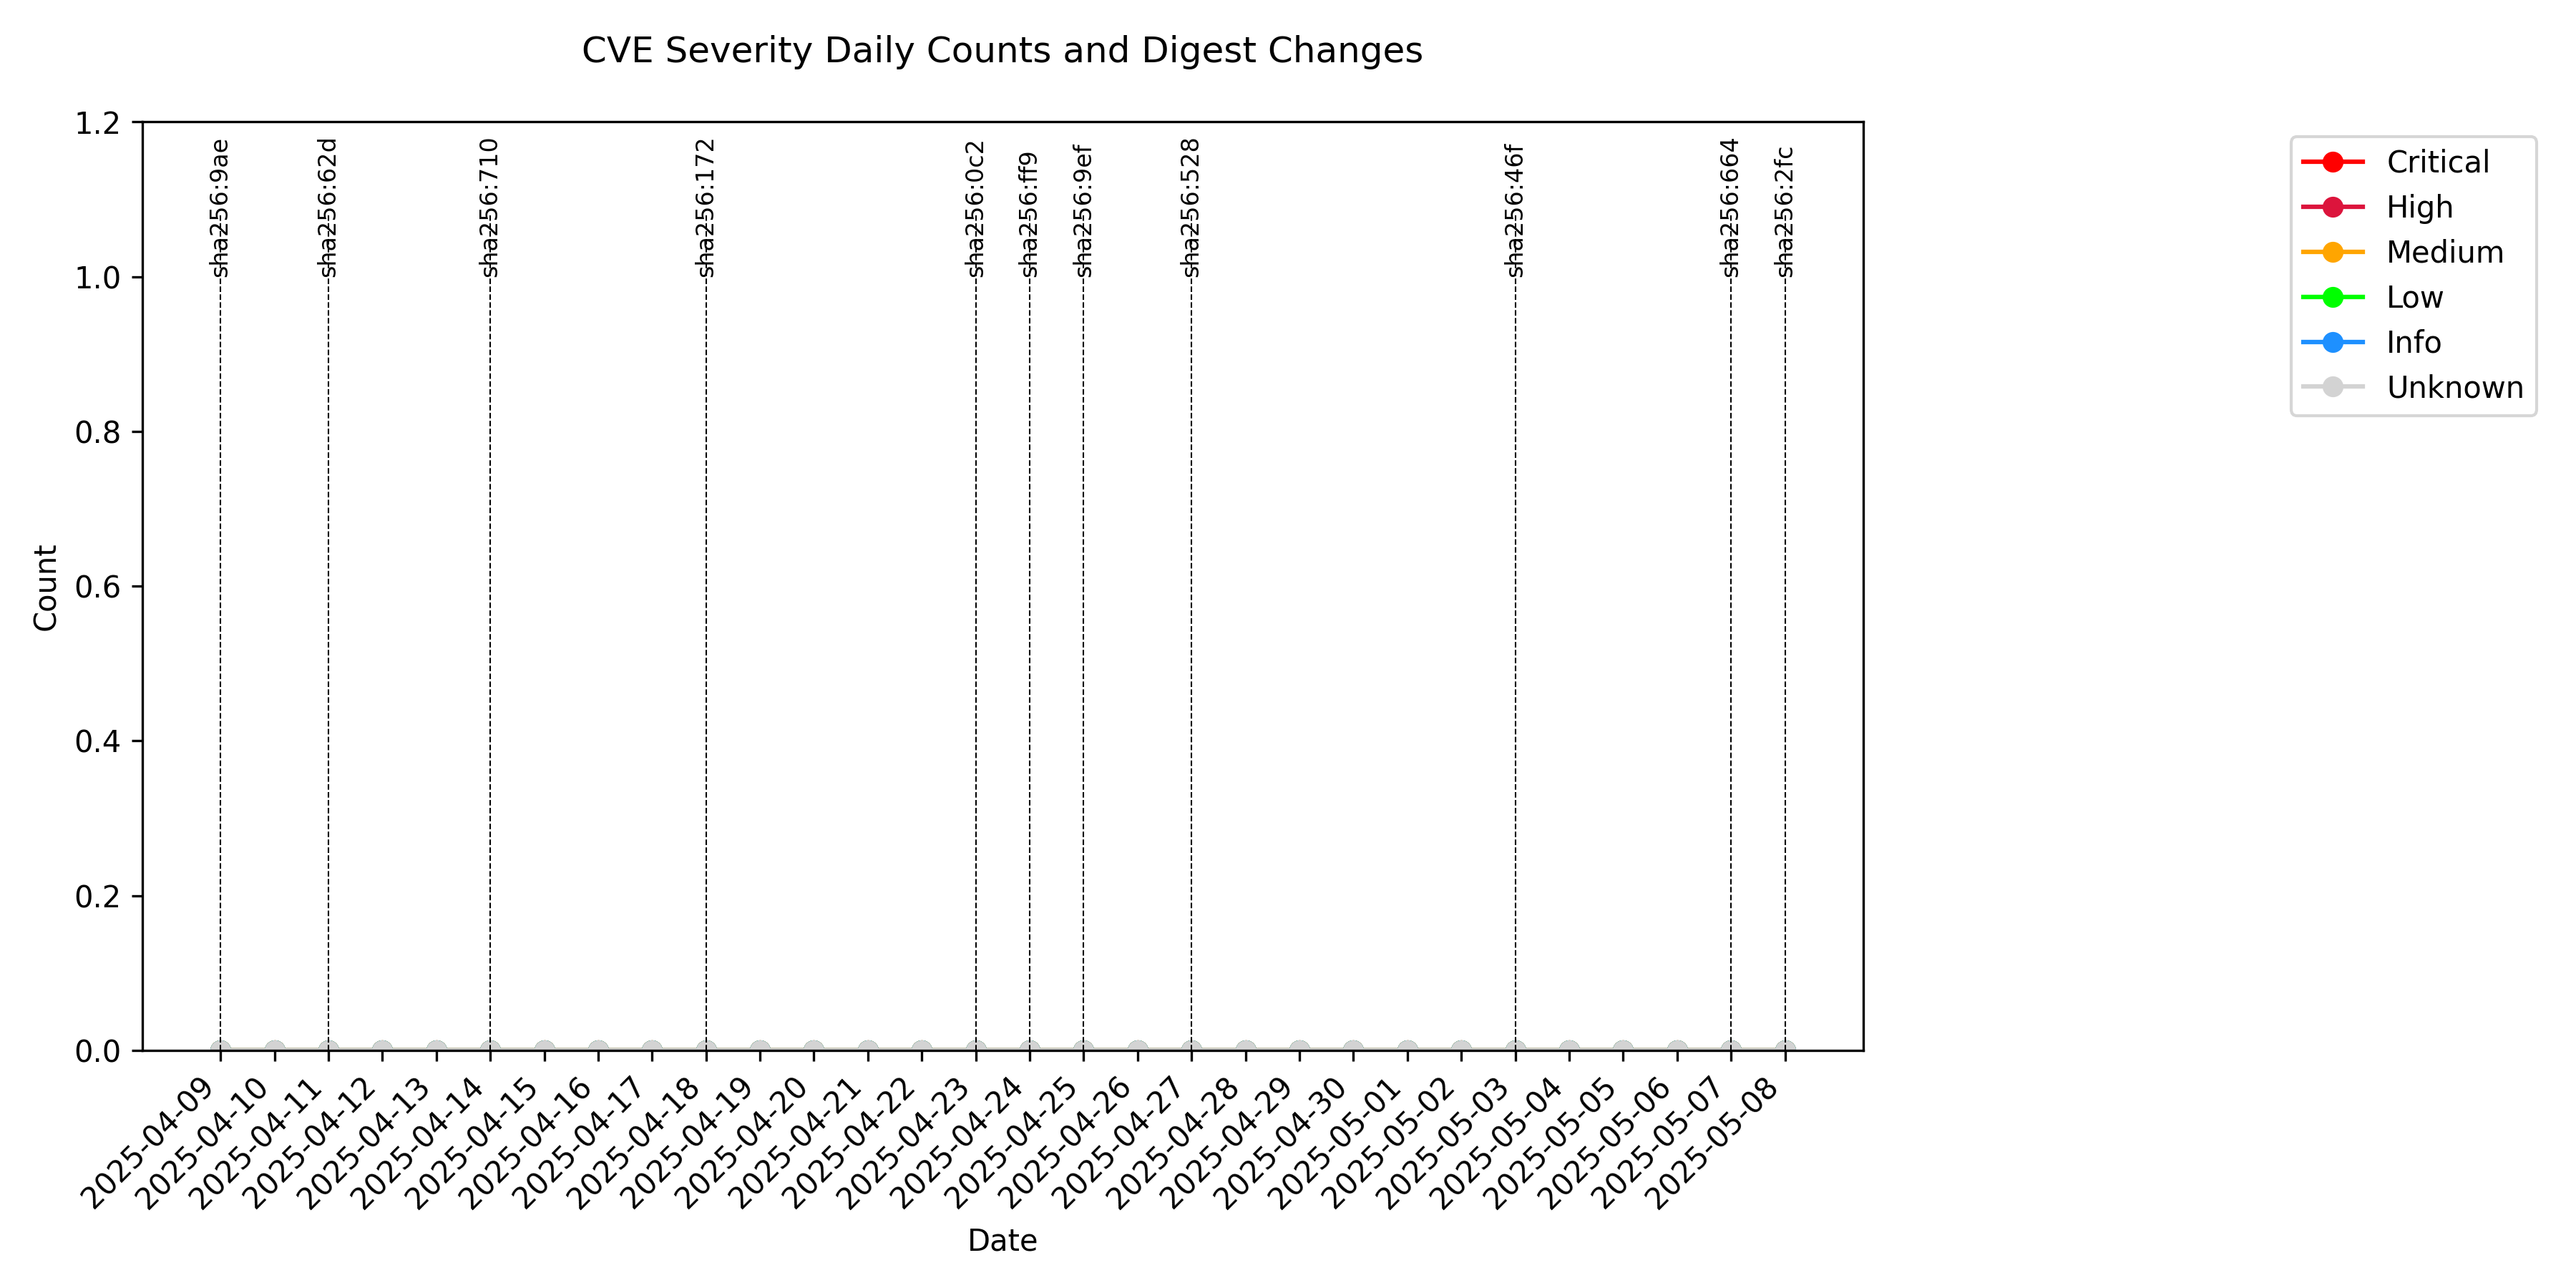 CVE Severity Daily Counts and Digest Changes
1.2
1.0
0.8
0.6
0.4
0.2
0.0
Count
sha256:9ae
sha256:62d
sha256:710
sha256:172
sha256:0c2
sha256:ff9
sha256:9ef
sha256:528
sha256:46f
sha256:664
sha256:2fc
Critical
High
Medium
Low
Info
Unknown
2025-04-09
2025-04-10
2025-04-11
2025-04-12
2025-04-13
2025-04-14
2025-04-15
2025-04-16
2025-04-17
2025-04-18
2025-04-19
2025-04-20
2025-04-21
2025-04-22
2025-04-23
2025-04-24
2025-04-25
2025-04-26
2025-04-27
2025-04-28
2025-04-29
2025-04-30
2025-05-01
2025-05-02
2025-05-03
2025-05-04
2025-05-05
2025-05-06
2025-05-07
2025-05-08
Date